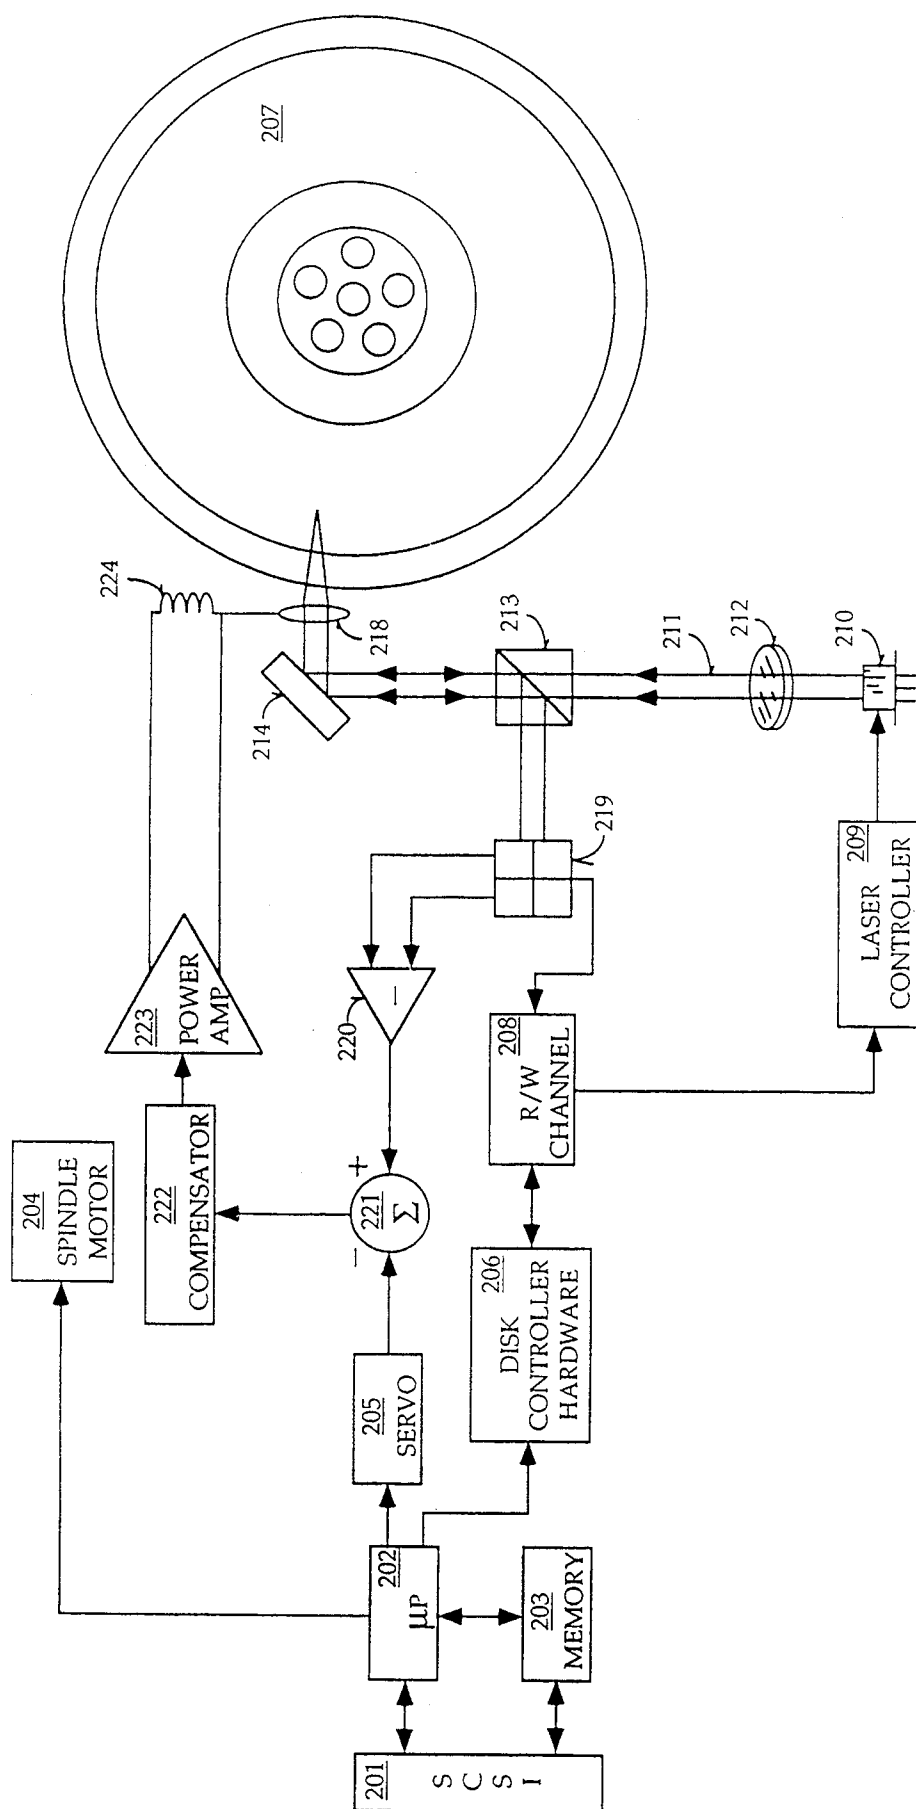 207
224
218
214
213
211
212
210
219
209
LASER
CONTROLLER
223
POWER
AMP
220
−
208
R/W
CHANNEL
204
SPINDLE
MOTOR
222
COMPENSATOR
+
−
221
Σ
206
DISK
CONTROLLER
HARDWARE
205
SERVO
202
μP
203
MEMORY
201
SCSI